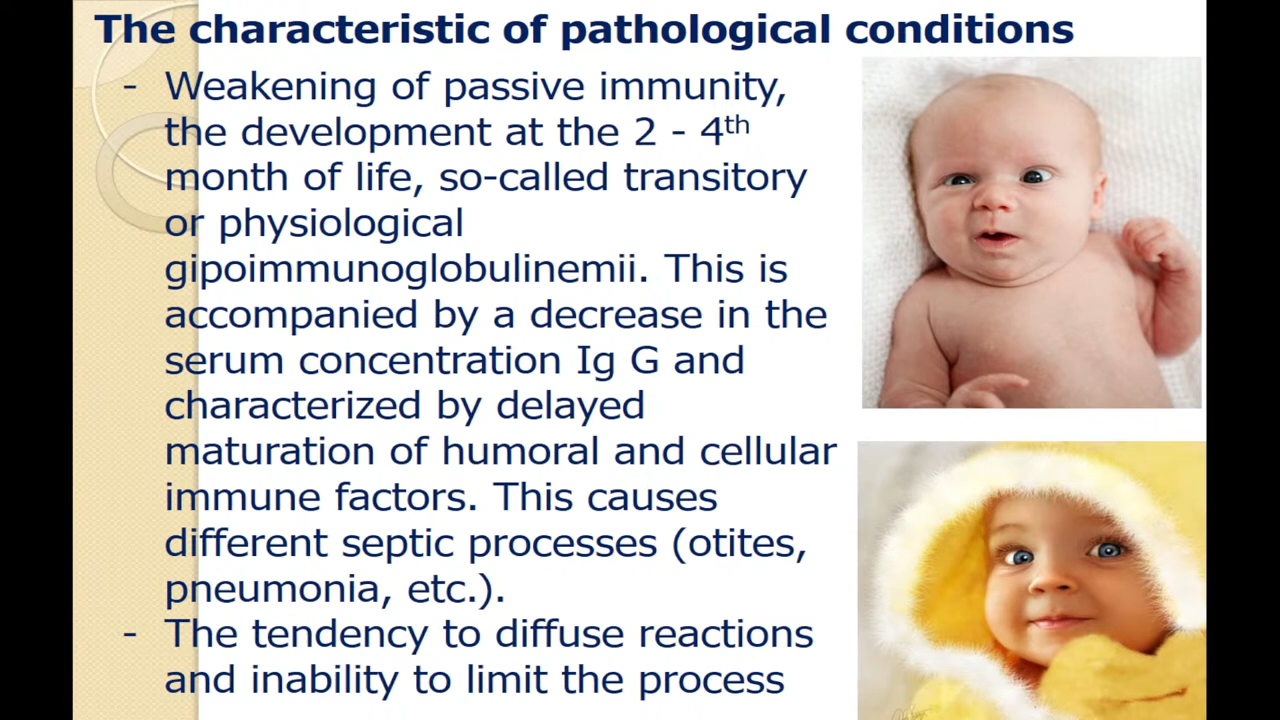 The characteristic of pathological conditions
- Weakening of passive immunity,
the development at the 2 - 4th
month of life, so-called transitory
or physiological
gipoimmunoglobulinemii. This is
accompanied by a decrease in the
serum concentration Ig G and
characterized by delayed
maturation of humoral and cellular
immune factors. This causes
different septic processes (otites,
pneumonia, etc.).
- The tendency to diffuse reactions
and inability to limit the process